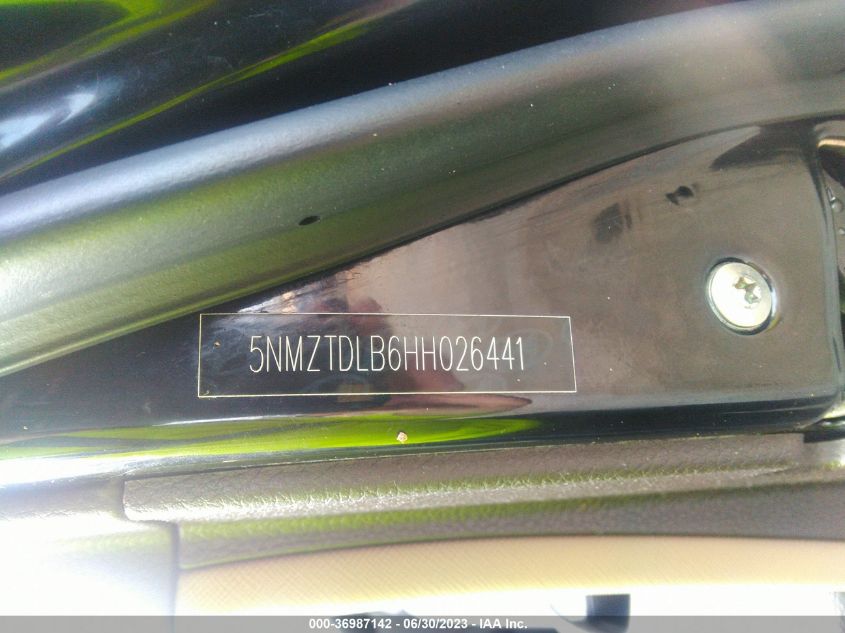 5NMZTDLB6HH026441
000-36987142 - 06/30/2023 - IAA Inc.